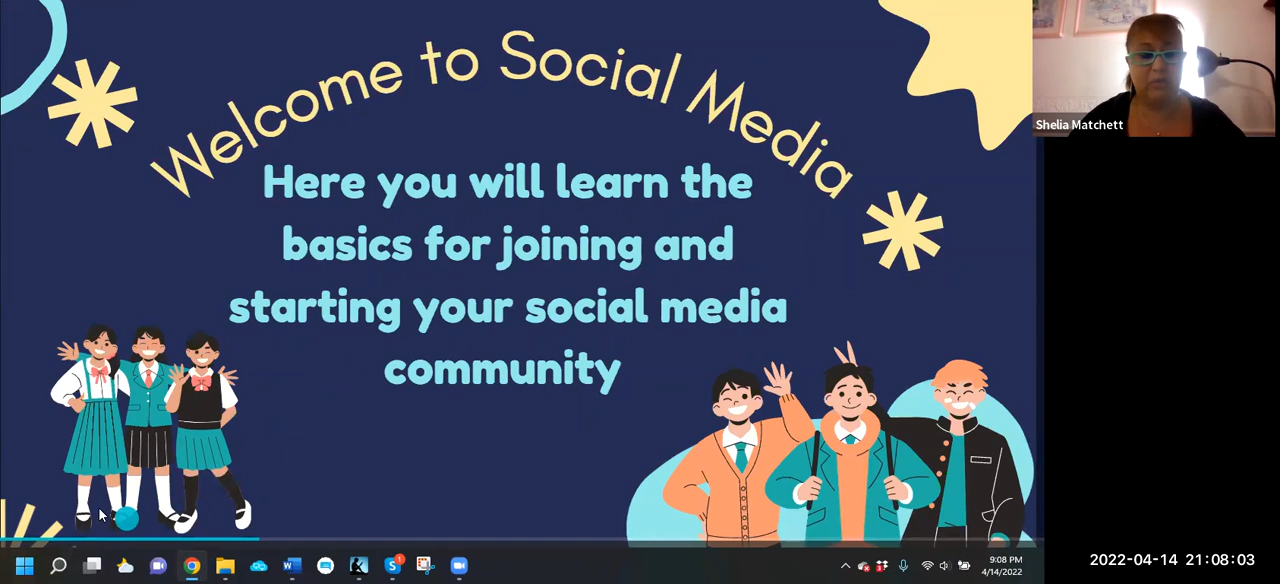 Welcome to Social Media
Here you will learn the
basics for joining and
starting your social media
community
Shelia Matchett
9:08 PM
4/14/2022
2022-04-14 21:08:03